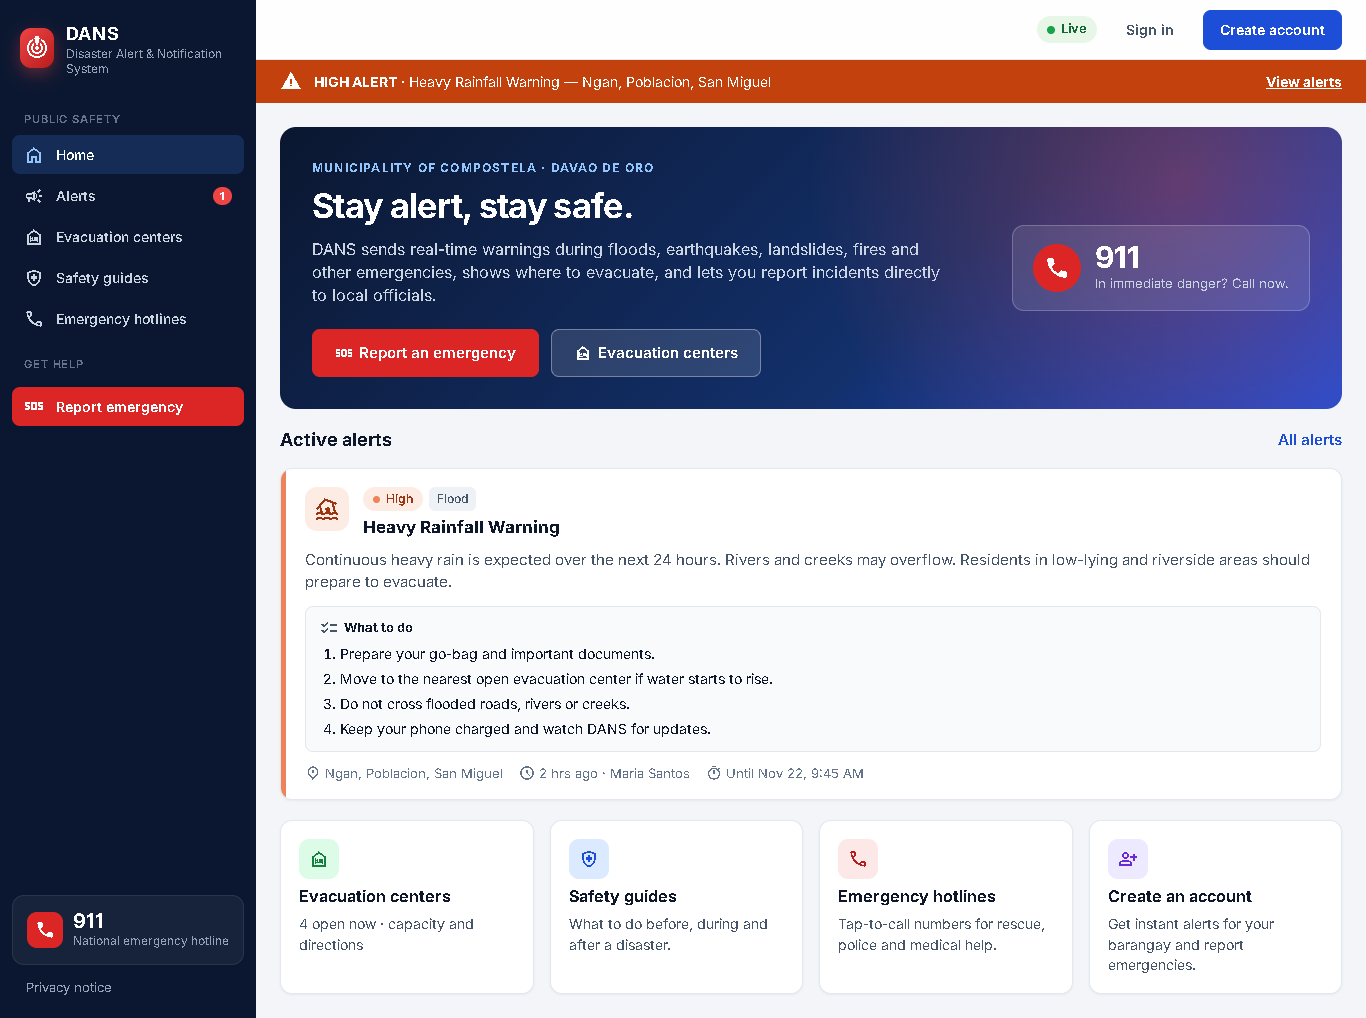 DANS
Disaster Alert & Notification
System
PUBLIC SAFETY
Home
Alerts
1
Evacuation centers
Safety guides
Emergency hotlines
GET HELP
SOS Report emergency
911
National emergency hotline
Privacy notice
Live
Sign in
Create account
HIGH ALERT · Heavy Rainfall Warning — Ngan, Poblacion, San Miguel
View alerts
MUNICIPALITY OF COMPOSTELA · DAVAO DE ORO
Stay alert, stay safe.
DANS sends real-time warnings during floods, earthquakes, landslides, fires and
other emergencies, shows where to evacuate, and lets you report incidents directly
to local officials.
SOS Report an emergency
Evacuation centers
911
In immediate danger? Call now.
Active alerts
All alerts
High
Flood
Heavy Rainfall Warning
Continuous heavy rain is expected over the next 24 hours. Rivers and creeks may overflow. Residents in low-lying and riverside areas should
prepare to evacuate.
What to do
1. Prepare your go-bag and important documents.
2. Move to the nearest open evacuation center if water starts to rise.
3. Do not cross flooded roads, rivers or creeks.
4. Keep your phone charged and watch DANS for updates.
Ngan, Poblacion, San Miguel
2 hrs ago · Maria Santos
Until Nov 22, 9:45 AM
Evacuation centers
4 open now · capacity and
directions
Safety guides
What to do before, during and
after a disaster.
Emergency hotlines
Tap-to-call numbers for rescue,
police and medical help.
Create an account
Get instant alerts for your
barangay and report
emergencies.